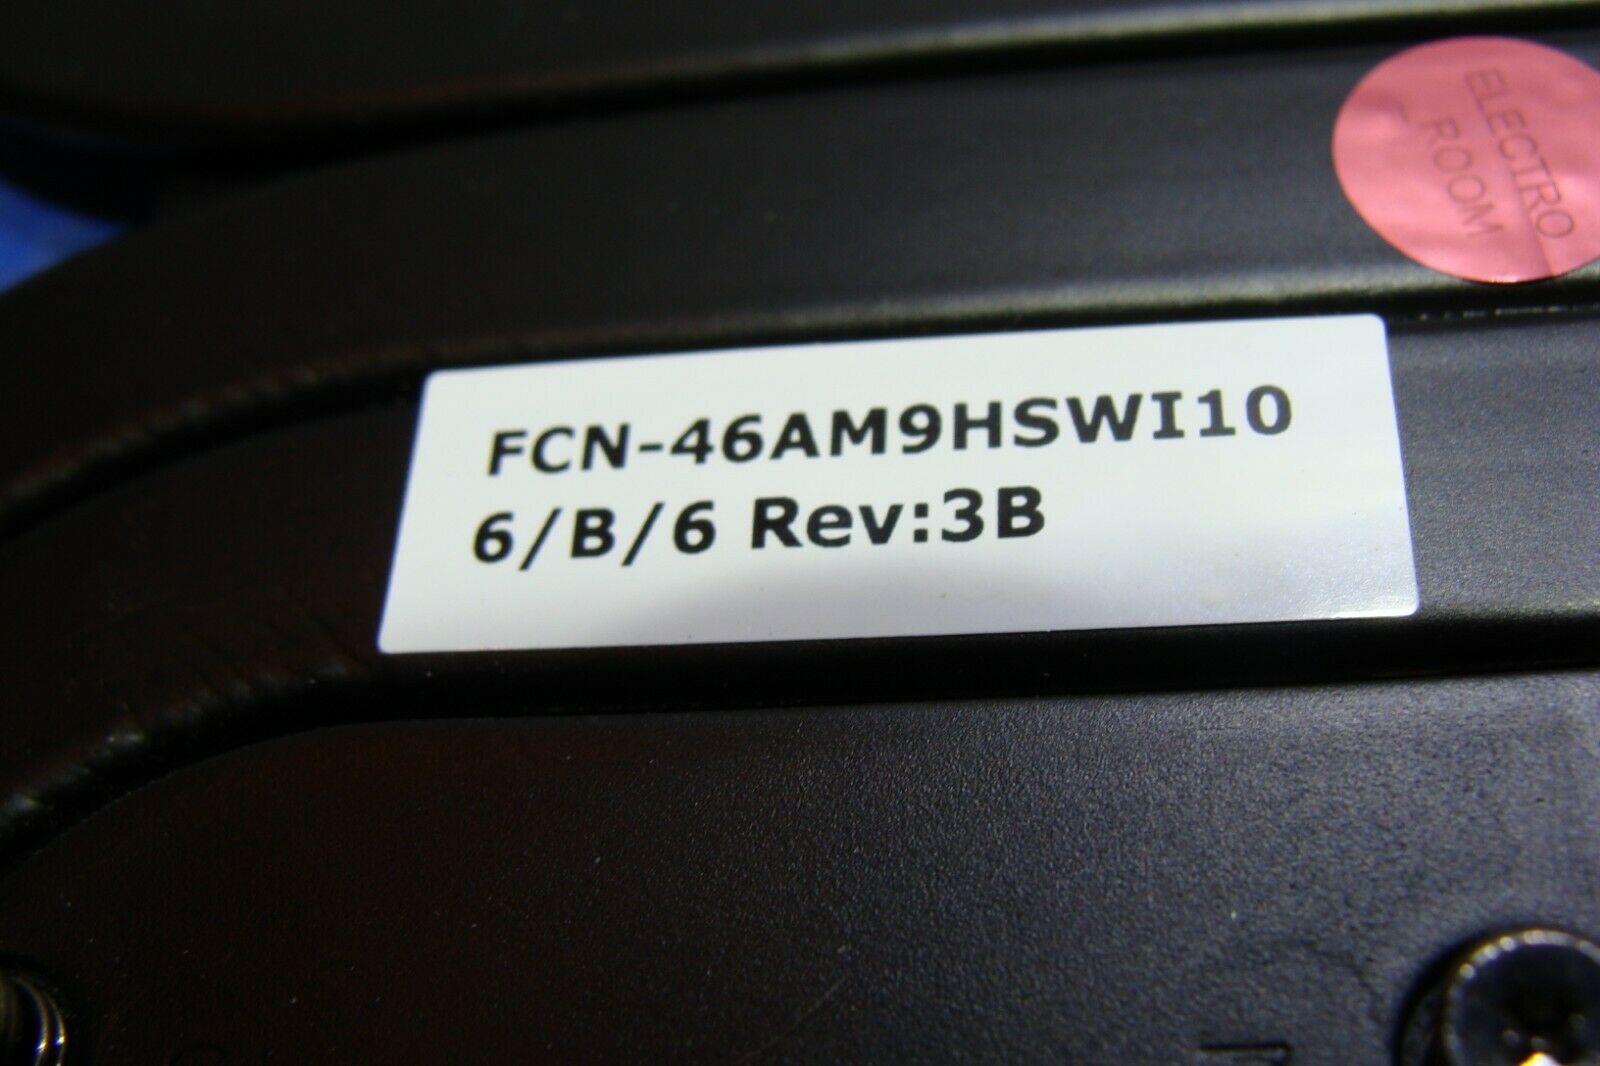 ELECTRO
ROOM
FCN-46AM9HSWI10
6/B/6 Rev:3B